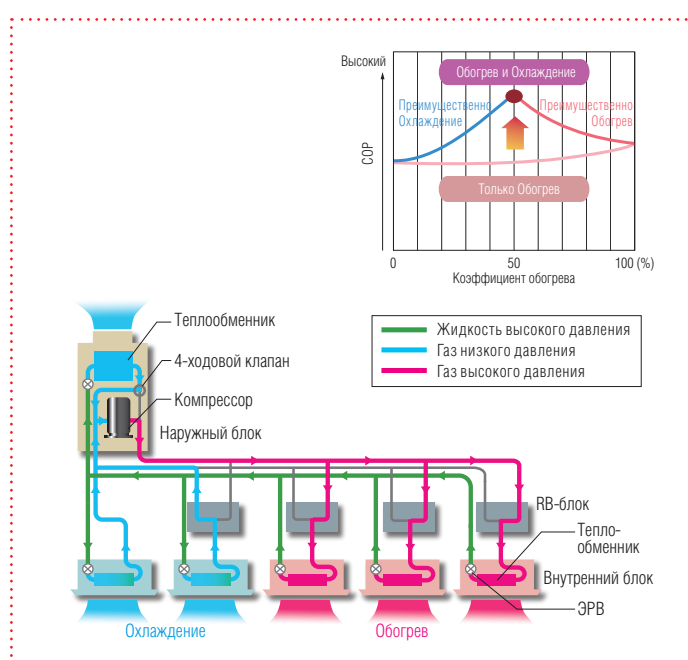 Высокий
Обогрев и Охлаждение
Преимущественно
Охлаждение
Преимущественно
Обогрев
COP
Только Обогрев
0
50
100 (%)
Коэффициент обогрева
Теплообменник
4-ходовой клапан
Компрессор
Наружный блок
Жидкость высокого давления
Газ низкого давления
Газ высокого давления
RB-блок
Тепло-
обменник
Внутренний блок
ЭРВ
Охлаждение
Обогрев